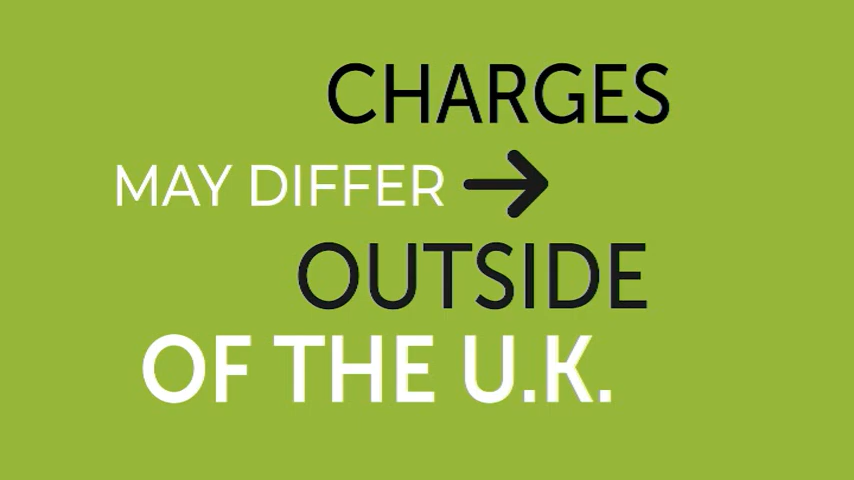 CHARGES
MAY DIFFER →
OUTSIDE
OF THE U.K.